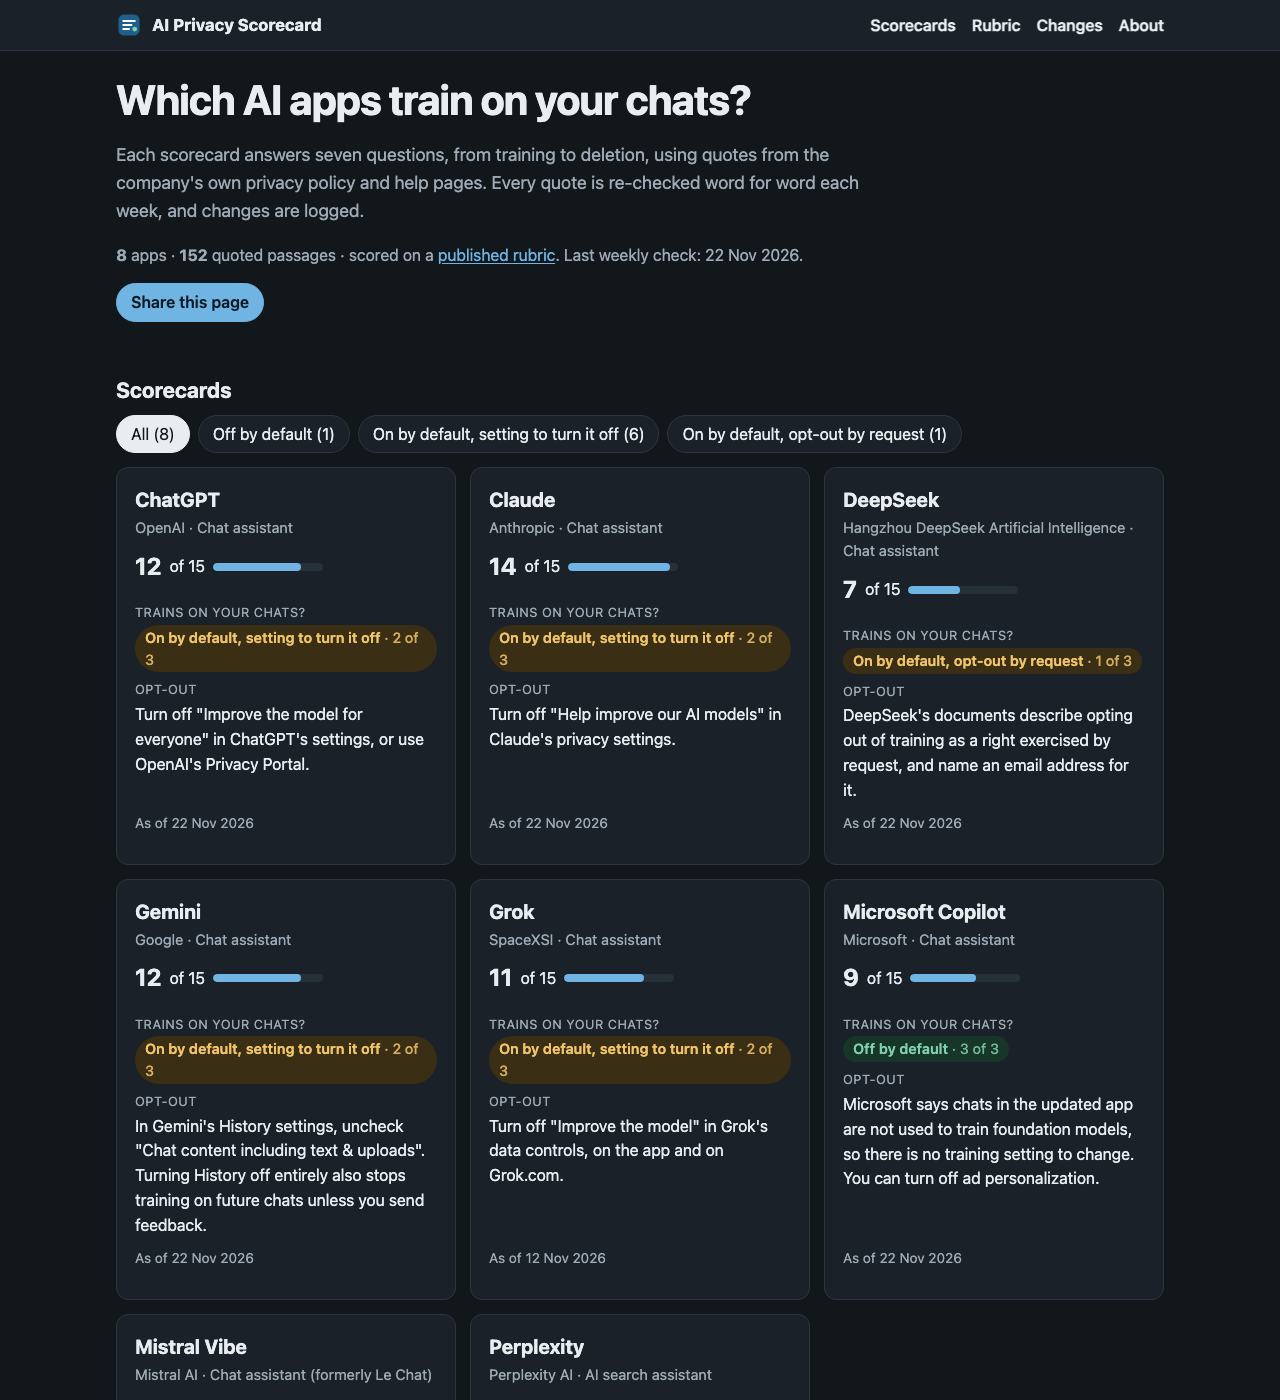 AI Privacy Scorecard
Scorecards Rubric Changes About
Which AI apps train on your chats?
Each scorecard answers seven questions, from training to deletion, using quotes from the
company's own privacy policy and help pages. Every quote is re-checked word for word each
week, and changes are logged.
8 apps · 152 quoted passages · scored on a published rubric. Last weekly check: 22 Nov 2026.
Share this page
Scorecards
All (8)
Off by default (1)
On by default, setting to turn it off (6)
On by default, opt-out by request (1)
ChatGPT
OpenAI · Chat assistant
12 of 15
TRAINS ON YOUR CHATS?
On by default, setting to turn it off · 2 of
3
OPT-OUT
Turn off "Improve the model for
everyone" in ChatGPT's settings, or use
OpenAI's Privacy Portal.
As of 22 Nov 2026
Claude
Anthropic · Chat assistant
14 of 15
TRAINS ON YOUR CHATS?
On by default, setting to turn it off · 2 of
3
OPT-OUT
Turn off "Help improve our AI models" in
Claude's privacy settings.
As of 22 Nov 2026
DeepSeek
Hangzhou DeepSeek Artificial Intelligence ·
Chat assistant
7 of 15
TRAINS ON YOUR CHATS?
On by default, opt-out by request · 1 of 3
OPT-OUT
DeepSeek's documents describe opting
out of training as a right exercised by
request, and name an email address for
it.
As of 22 Nov 2026
Gemini
Google · Chat assistant
12 of 15
TRAINS ON YOUR CHATS?
On by default, setting to turn it off · 2 of
3
OPT-OUT
In Gemini's History settings, uncheck
"Chat content including text & uploads".
Turning History off entirely also stops
training on future chats unless you send
feedback.
As of 22 Nov 2026
Grok
SpaceXSI · Chat assistant
11 of 15
TRAINS ON YOUR CHATS?
On by default, setting to turn it off · 2 of
3
OPT-OUT
Turn off "Improve the model" in Grok's
data controls, on the app and on
Grok.com.
As of 12 Nov 2026
Microsoft Copilot
Microsoft · Chat assistant
9 of 15
TRAINS ON YOUR CHATS?
Off by default · 3 of 3
OPT-OUT
Microsoft says chats in the updated app
are not used to train foundation models,
so there is no training setting to change.
You can turn off ad personalization.
As of 22 Nov 2026
Mistral Vibe
Mistral AI · Chat assistant (formerly Le Chat)
Perplexity
Perplexity AI · AI search assistant